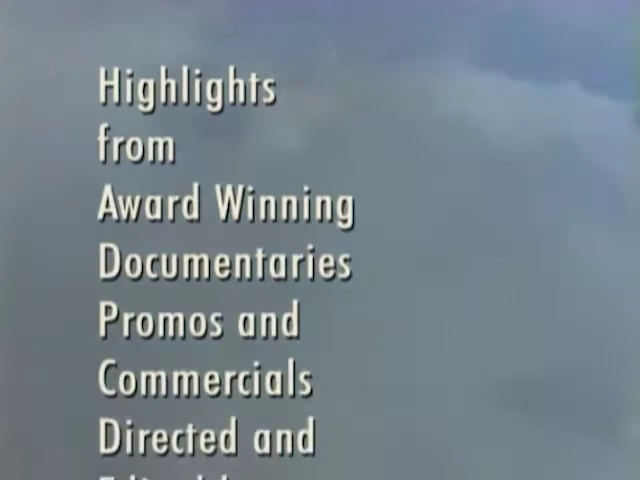 Highlights
from
Award Winning
Documentaries
Promos and
Commercials
Directed and